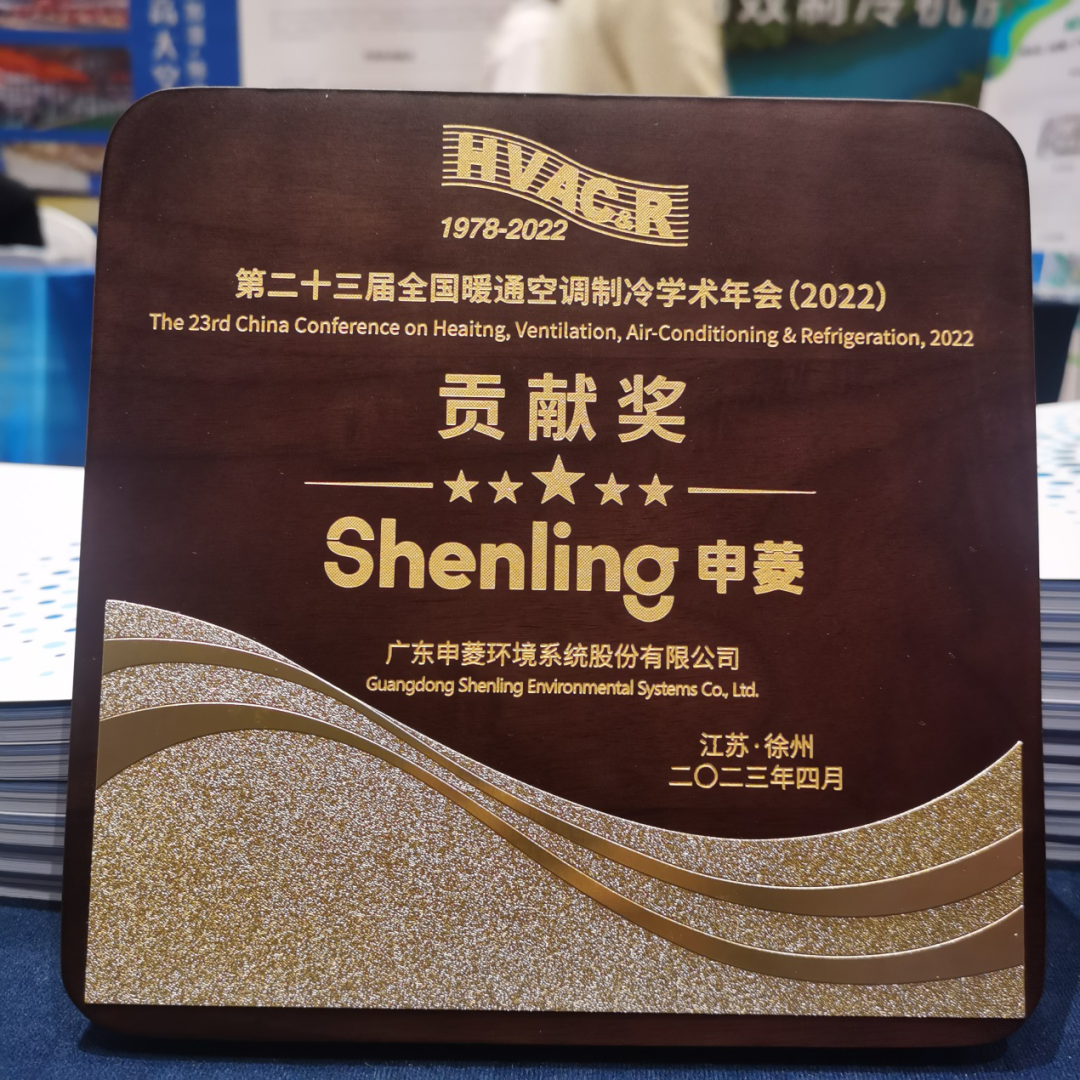 HVAC&R
1978-2022
第二十三届全国暖通空调制冷学术年会(2022)
The 23rd China Conference on Heaitng, Ventilation, Air-Conditioning & Refrigeration, 2022
贡献奖
Shenling 申菱
广东申菱环境系统股份有限公司
Guangdong Shenling Environmental Systems Co., Ltd.
江苏·徐州
二〇二三年四月